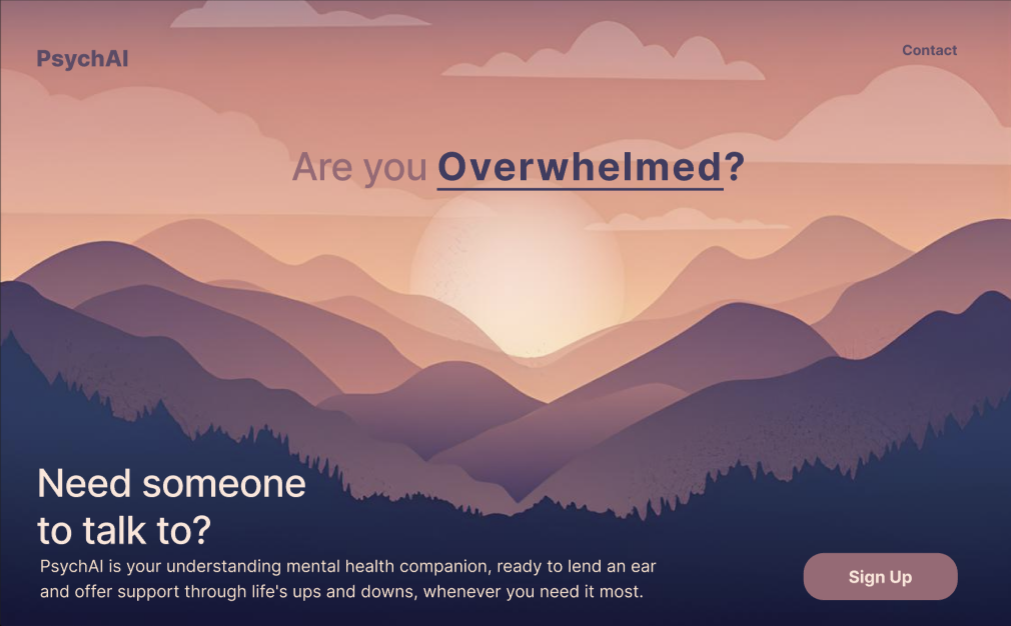 PsychAI
Contact
Are you Overwhelmed?
Need someone
to talk to?
PsychAI is your understanding mental health companion, ready to lend an ear
and offer support through life's ups and downs, whenever you need it most.
Sign Up